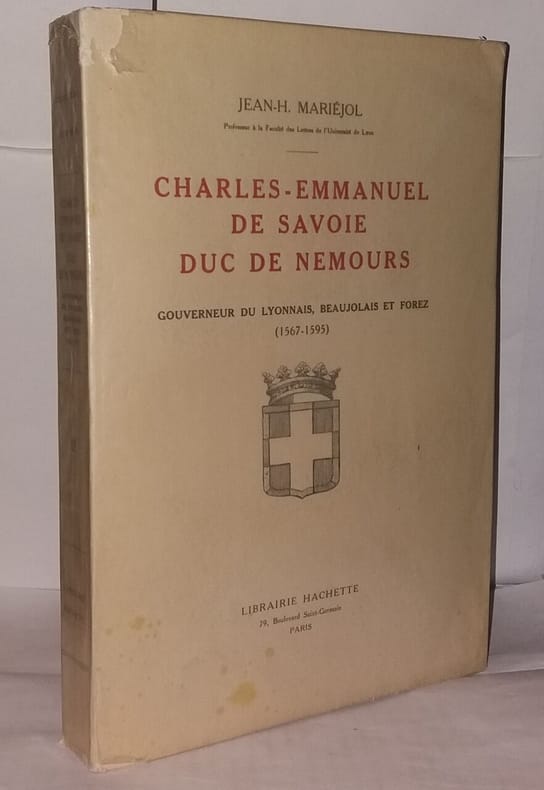 JEAN-H. MARIÉJOL
Professeur à la Faculté des Lettres de l'Université de Lyon
CHARLES-EMMANUEL
DE SAVOIE
DUC DE NEMOURS
GOUVERNEUR DU LYONNAIS, BEAUJOLAIS ET FOREZ
(1567-1595)
LIBRAIRIE HACHETTE
79, Boulevard Saint-Germain
PARIS